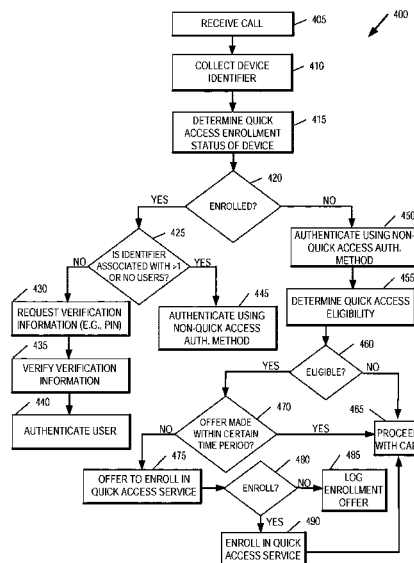 RECEIVE CALL
405
400
COLLECT DEVICE
IDENTIFIER
410
DETERMINE QUICK
ACCESS ENROLLMENT
STATUS OF DEVICE
415
420
ENROLLED?
YES
NO
425
IS IDENTIFIER
ASSOCIATED WITH >1
OR NO USERS?
NO
YES
430
REQUEST VERIFICATION
INFORMATION (E.G., PIN)
435
VERIFY VERIFICATION
INFORMATION
440
AUTHENTICATE USER
445
AUTHENTICATE USING
NON-QUICK ACCESS
AUTH. METHOD
450
AUTHENTICATE USING NON-
QUICK ACCESS AUTH.
METHOD
455
DETERMINE QUICK ACCESS
ELIGIBILITY
460
ELIGIBLE?
YES
NO
470
OFFER MADE
WITHIN CERTAIN
TIME PERIOD?
NO
YES
465
PROCEED
WITH
475
OFFER TO ENROLL IN
QUICK ACCESS SERVICE
480
ENROLL?
NO
YES
485
LOG
ENROLLMENT
OFFER
490
ENROLL IN QUICK
ACCESS SERVICE